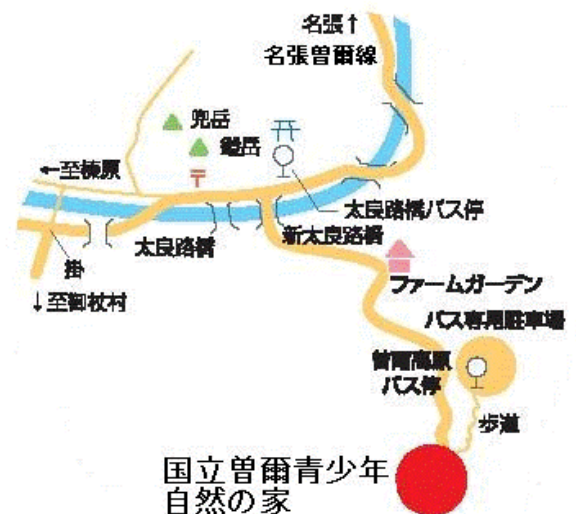 名張↑
名張曽爾線
兜岳
鎧岳
←至榛原
太良路橋バス停
太良路橋
新太良路橋
掛
ファームガーデン
↓至御杖村
バス専用駐車場
曽爾高原
バス停
歩道
国立曽爾青少年
自然の家